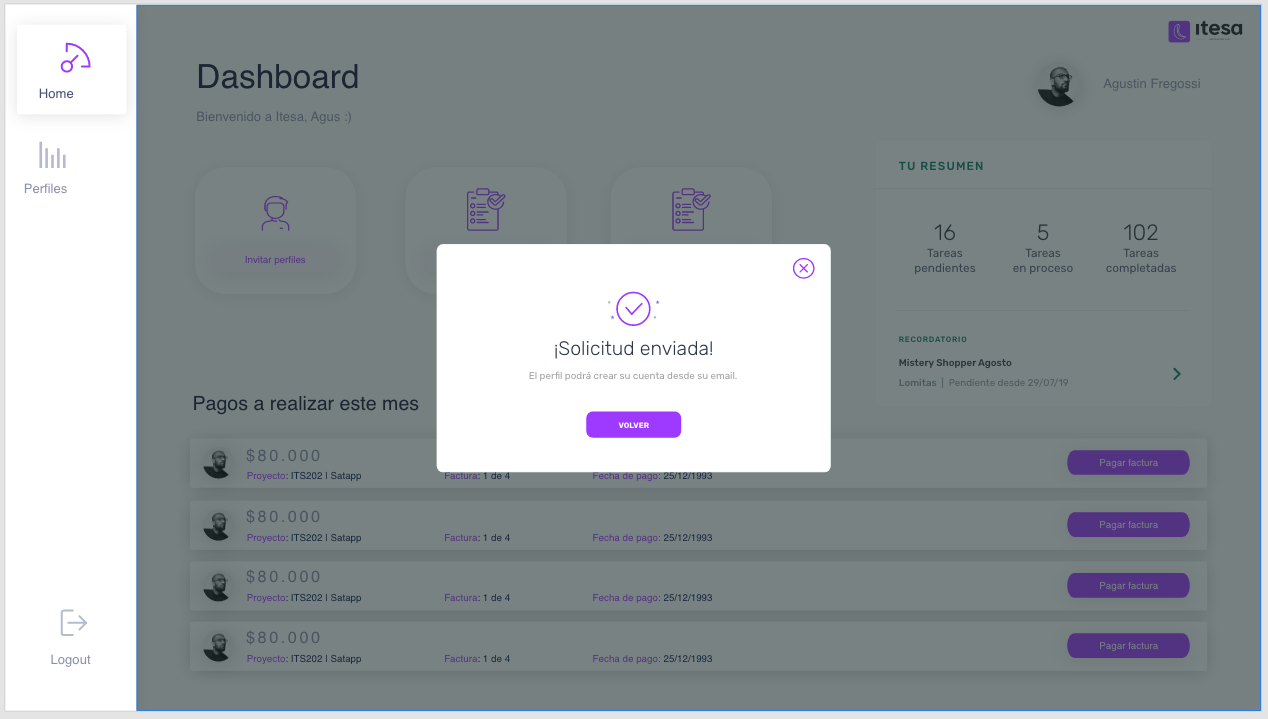 Home
Perfiles
Logout
ıtesa
Dashboard
Bienvenido a Itesa, Agus :)
Agustin Fregossi
Invitar perfiles
TU RESUMEN
16 5 102
Tareas pendientes
Tareas en proceso
Tareas completadas
RECORDATORIO
Mistery Shopper Agosto
Lomitas | Pendiente desde 29/07/19
¡Solicitud enviada!
El perfil podrá crear su cuenta desde su email.
VOLVER
Pagos a realizar este mes
$80.000
Proyecto: ITS202 | Satapp Factura: 1 de 4 Fecha de pago: 25/12/1993
Pagar factura
$80.000
Proyecto: ITS202 | Satapp Factura: 1 de 4 Fecha de pago: 25/12/1993
Pagar factura
$80.000
Proyecto: ITS202 | Satapp Factura: 1 de 4 Fecha de pago: 25/12/1993
Pagar factura
$80.000
Proyecto: ITS202 | Satapp Factura: 1 de 4 Fecha de pago: 25/12/1993
Pagar factura